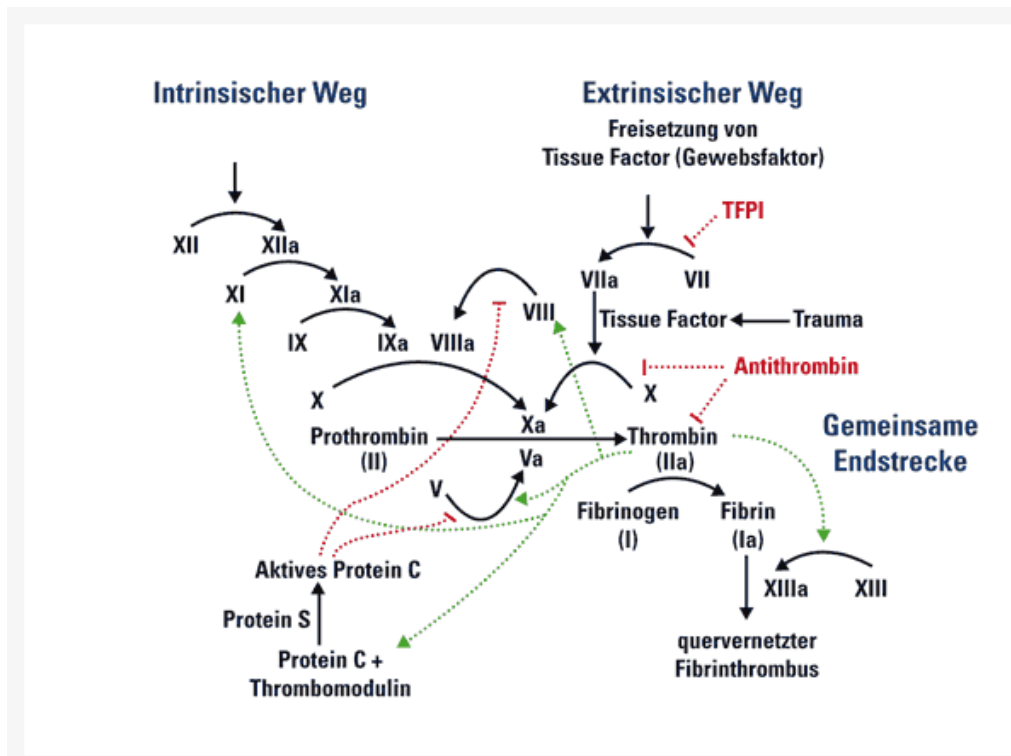 Intrinsischer Weg
Extrinsischer Weg
Freisetzung von
Tissue Factor (Gewebsfaktor)
TFPI
XII
XIIa
VIIa
VII
XI
XIa
VIII
Tissue Factor
Trauma
IX
IXa
VIIIa
Antithrombin
X
X
Xa
Prothrombin
(II)
Thrombin
(IIa)
Gemeinsame
Endstrecke
Va
V
Fibrinogen
(I)
Fibrin
(Ia)
Aktives Protein C
XIIIa
XIII
Protein S
quervernetzter
Fibrinthrombus
Protein C +
Thrombomodulin